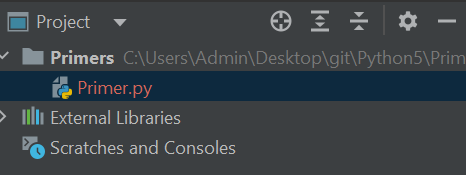 Project
Primers C:\Users\Admin\Desktop\git\Python5\Prim
Primer.py
External Libraries
Scratches and Consoles